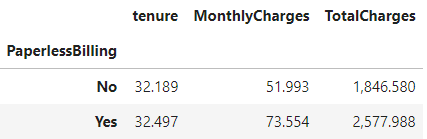 tenure MonthlyCharges TotalCharges
PaperlessBilling
No 32.189 51.993 1,846.580
Yes 32.497 73.554 2,577.988